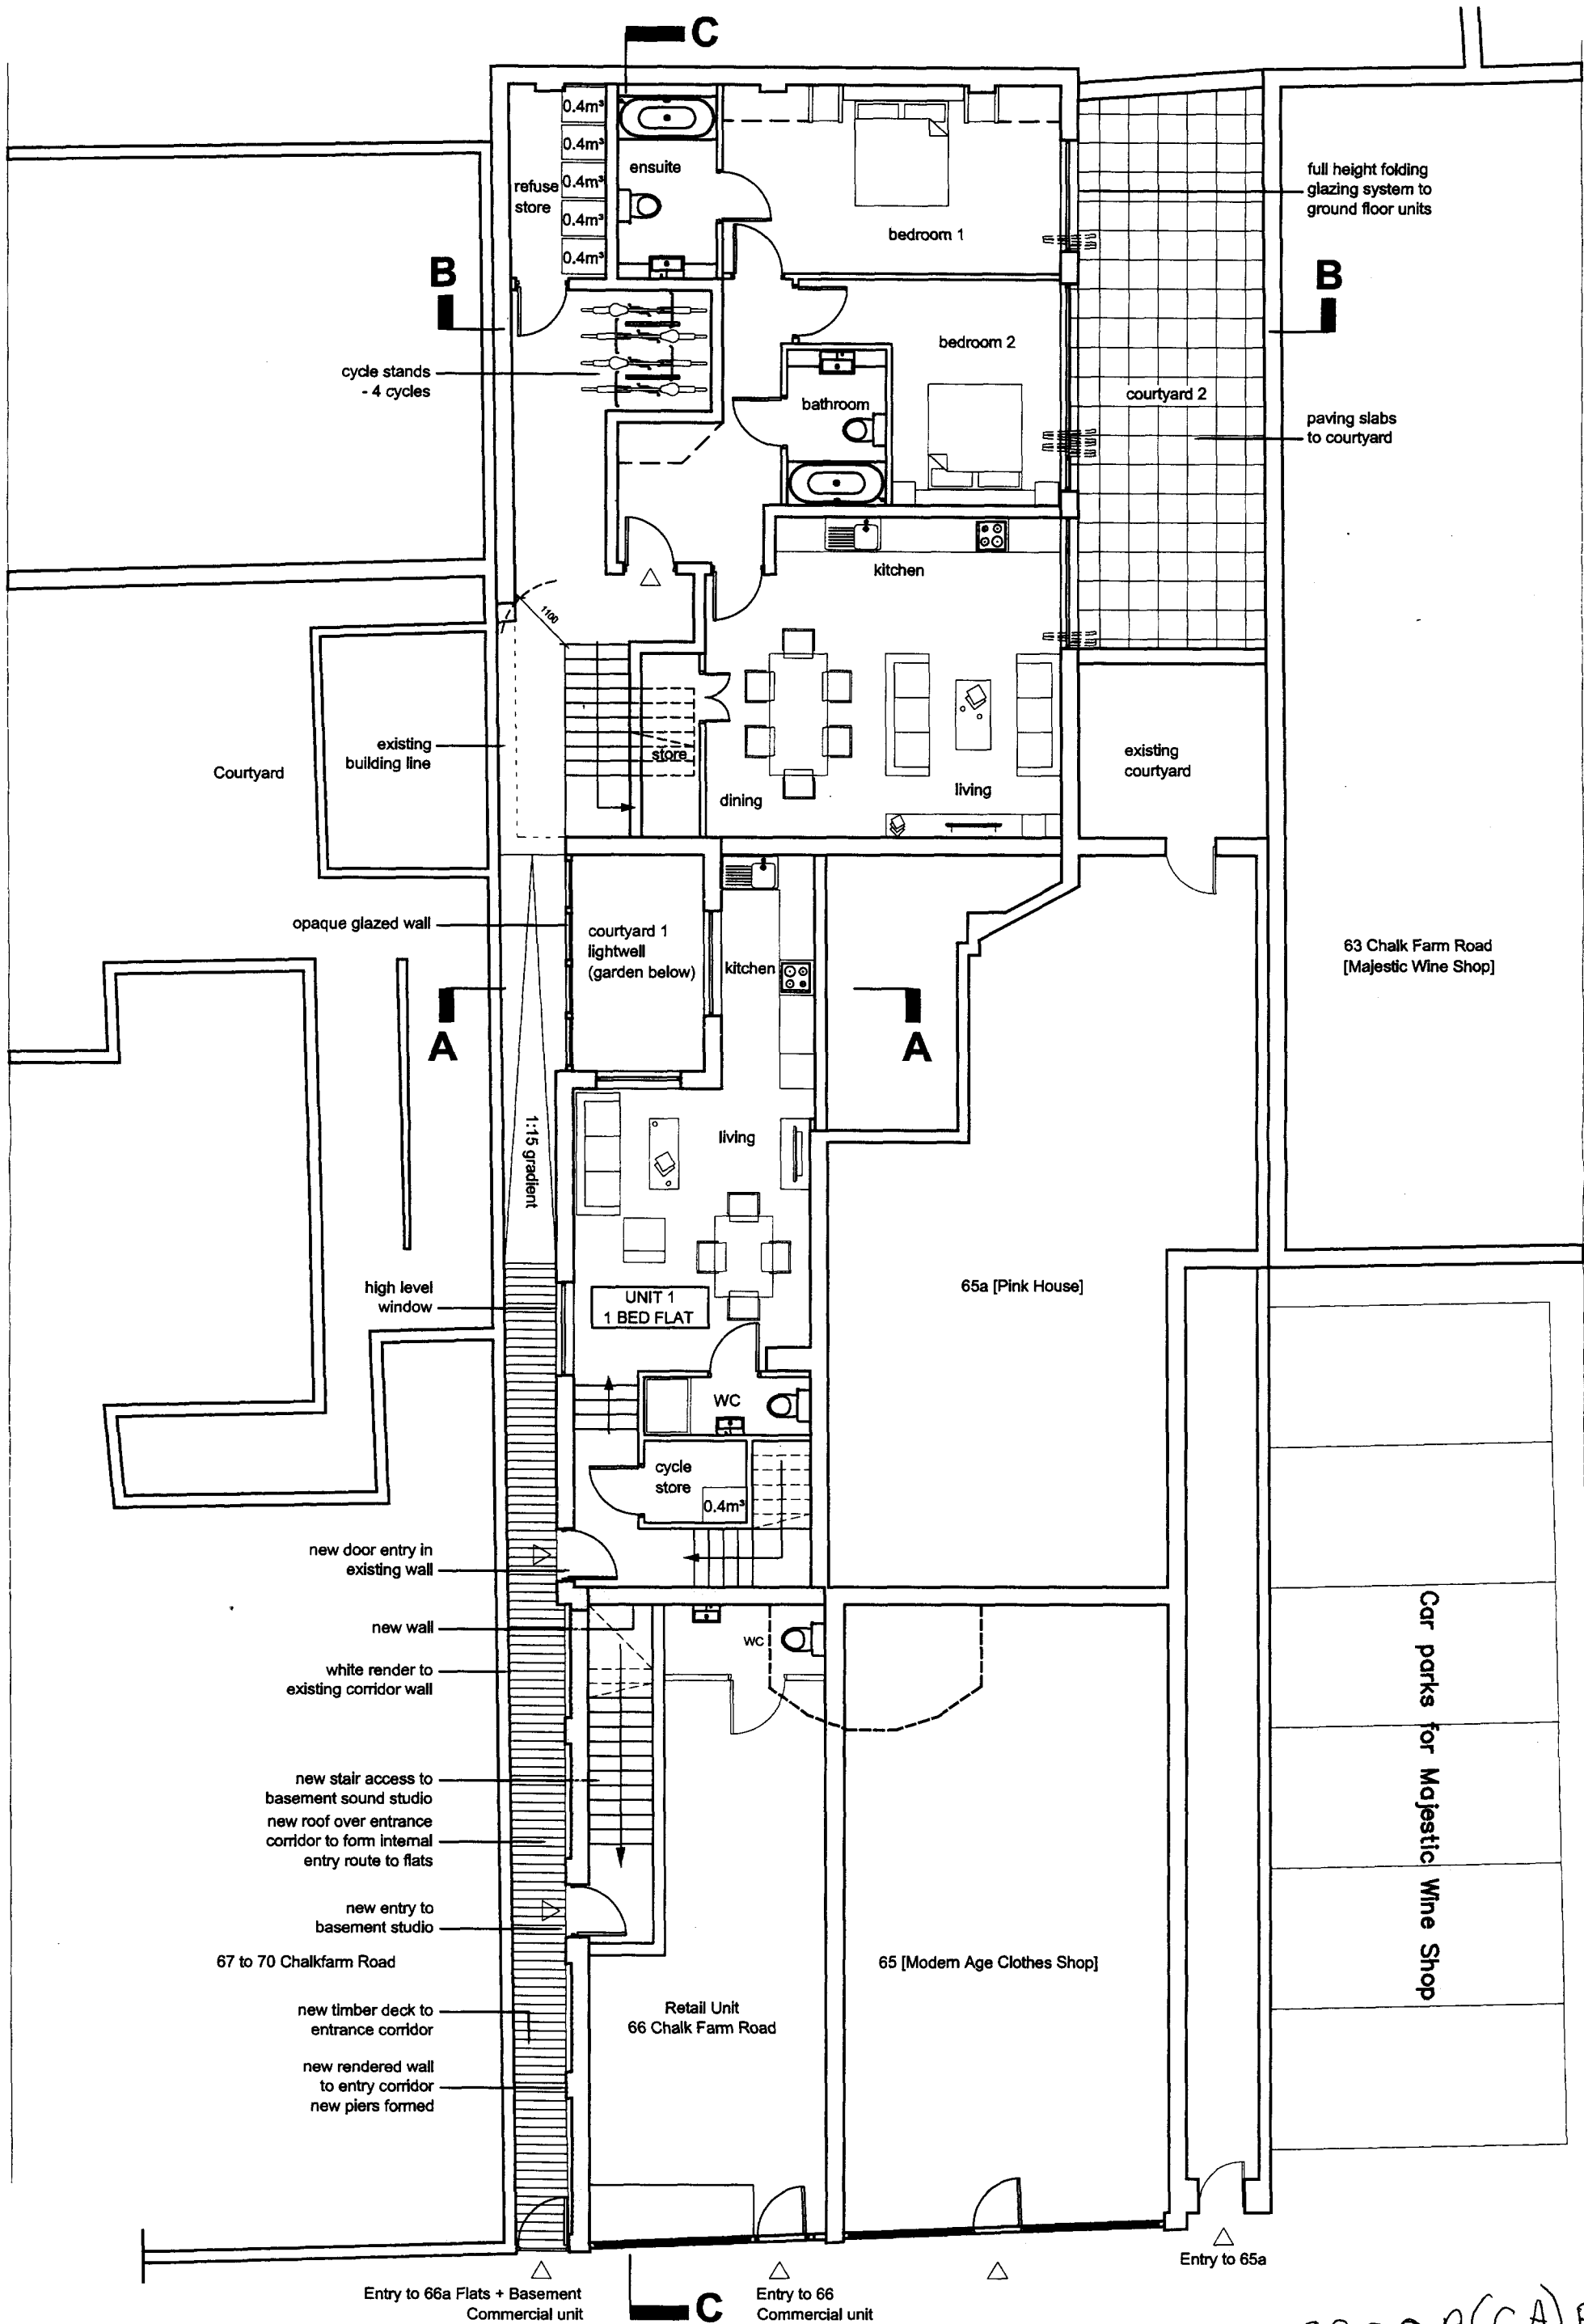 C
0.4m³
0.4m³
0.4m³
0.4m³
0.4m³
refuse
store
ensuite
bedroom 1
full height folding
glazing system to
ground floor units
B
B
cycle stands
- 4 cycles
bedroom 2
bathroom
courtyard 2
paving slabs
to courtyard
kitchen
1100
existing
building line
Courtyard
store
dining
living
existing
courtyard
opaque glazed wall
courtyard 1
lightwell
(garden below)
kitchen
63 Chalk Farm Road
[Majestic Wine Shop]
A
A
1:15 gradient
living
high level
window
UNIT 1
1 BED FLAT
65a [Pink House]
WC
cycle
store
0.4m³
new door entry in
existing wall
new wall
wc
white render to
existing corridor wall
new stair access to
basement sound studio
new roof over entrance
corridor to form internal
entry route to flats
new entry to
basement studio
67 to 70 Chalkfarm Road
65 [Modern Age Clothes Shop]
Car parks for Majestic Wine Shop
new timber deck to
entrance corridor
Retail Unit
66 Chalk Farm Road
new rendered wall
to entry corridor
new piers formed
Entry to 65a
Entry to 66a Flats + Basement
Commercial unit
C
Entry to 66
Commercial unit